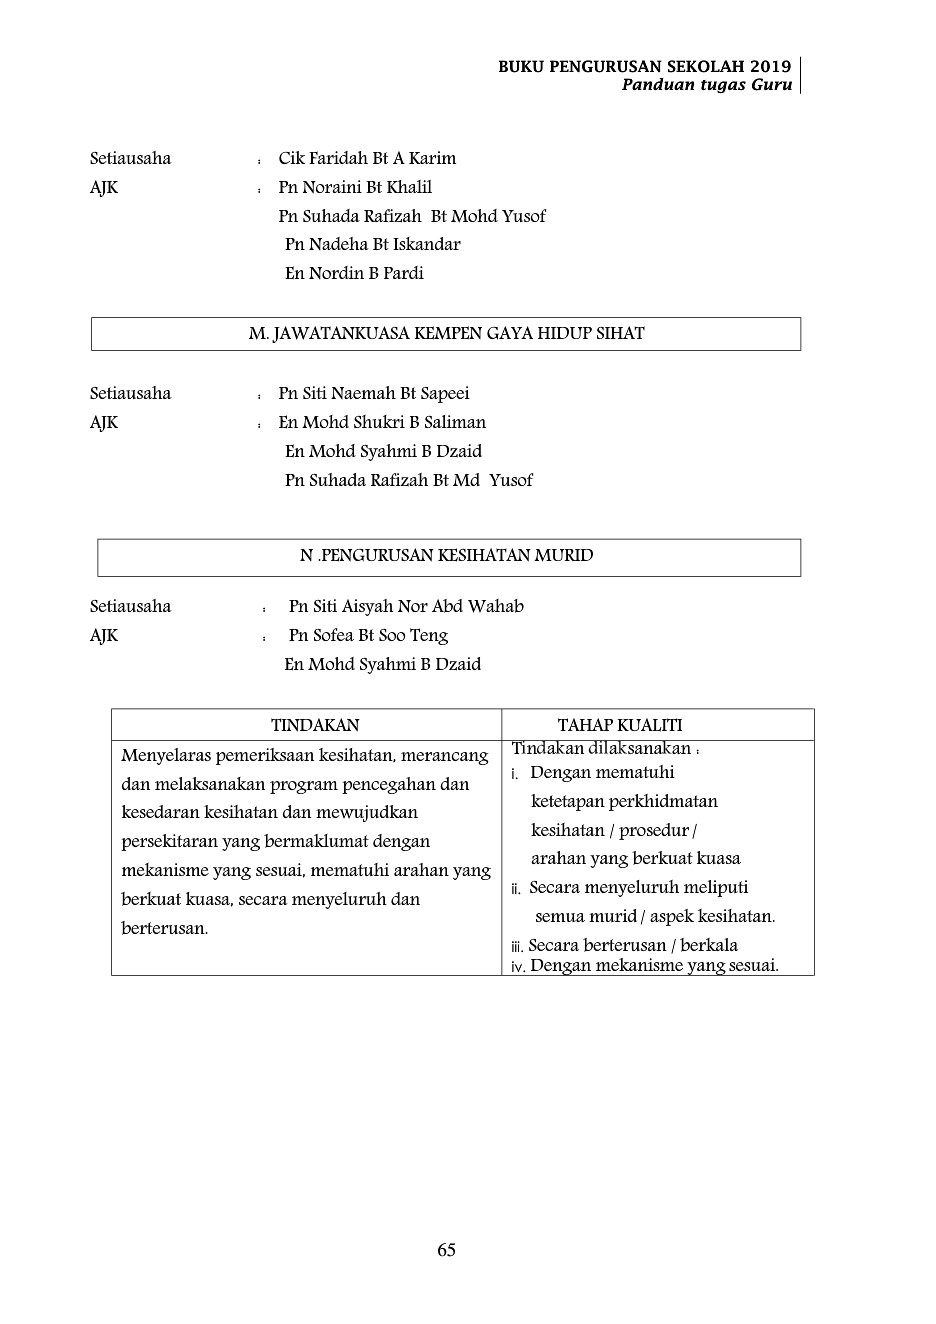 BUKU PENGURUSAN SEKOLAH 2019
Panduan tugas Guru
Setiausaha : Cik Faridah Bt A Karim
AJK : Pn Noraini Bt Khalil
Pn Suhada Rafizah Bt Mohd Yusof
Pn Nadeha Bt Iskandar
En Nordin B Pardi
M. JAWATANKUASA KEMPEN GAYA HIDUP SIHAT
Setiausaha : Pn Siti Naemah Bt Sapeei
AJK : En Mohd Shukri B Saliman
En Mohd Syahmi B Dzaid
Pn Suhada Rafizah Bt Md Yusof
N .PENGURUSAN KESIHATAN MURID
Setiausaha : Pn Siti Aisyah Nor Abd Wahab
AJK : Pn Sofea Bt Soo Teng
En Mohd Syahmi B Dzaid
TINDAKAN
Menyelaras pemeriksaan kesihatan, merancang
dan melaksanakan program pencegahan dan
kesedaran kesihatan dan mewujudkan
persekitaran yang bermaklumat dengan
mekanisme yang sesuai, mematuhi arahan yang
berkuat kuasa, secara menyeluruh dan
berterusan.
TAHAP KUALITI
Tindakan dilaksanakan :
i. Dengan mematuhi
ketetapan perkhidmatan
kesihatan / prosedur /
arahan yang berkuat kuasa
ii. Secara menyeluruh meliputi
semua murid / aspek kesihatan.
iii. Secara berterusan / berkala
iv. Dengan mekanisme yang sesuai.
65